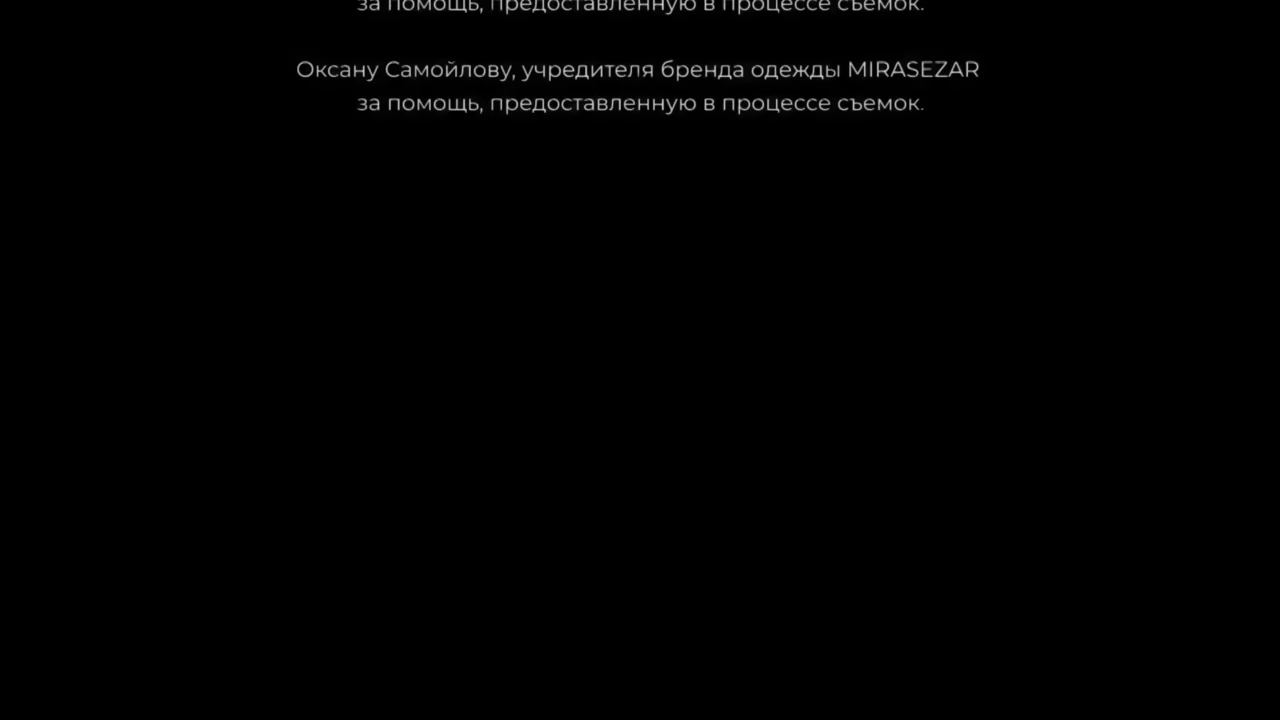 за помощь, предоставленную в процессе съемок.
Оксану Самойлову, учредителя бренда одежды MIRASEZAR
за помощь, предоставленную в процессе съемок.